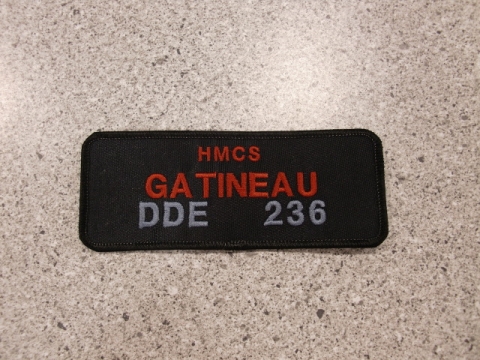 HMCS
GATINEAU
DDE 236